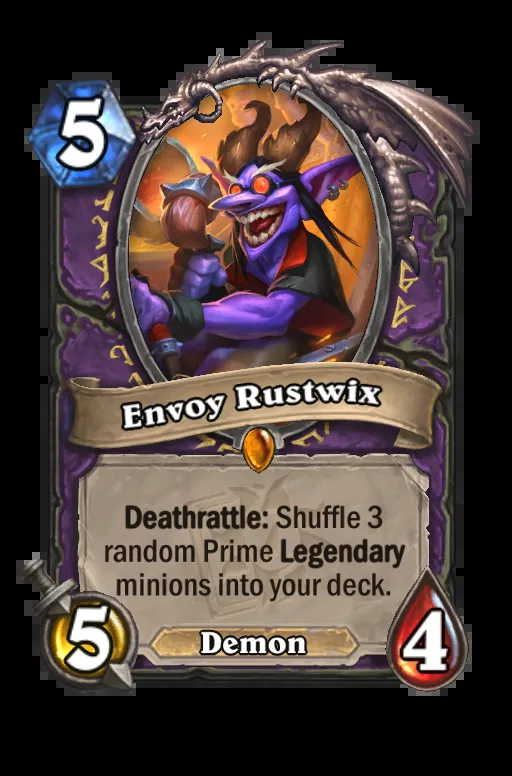 5
Envoy Rustwix
Deathrattle: Shuffle 3
random Prime Legendary
minions into your deck.
5
Demon
4